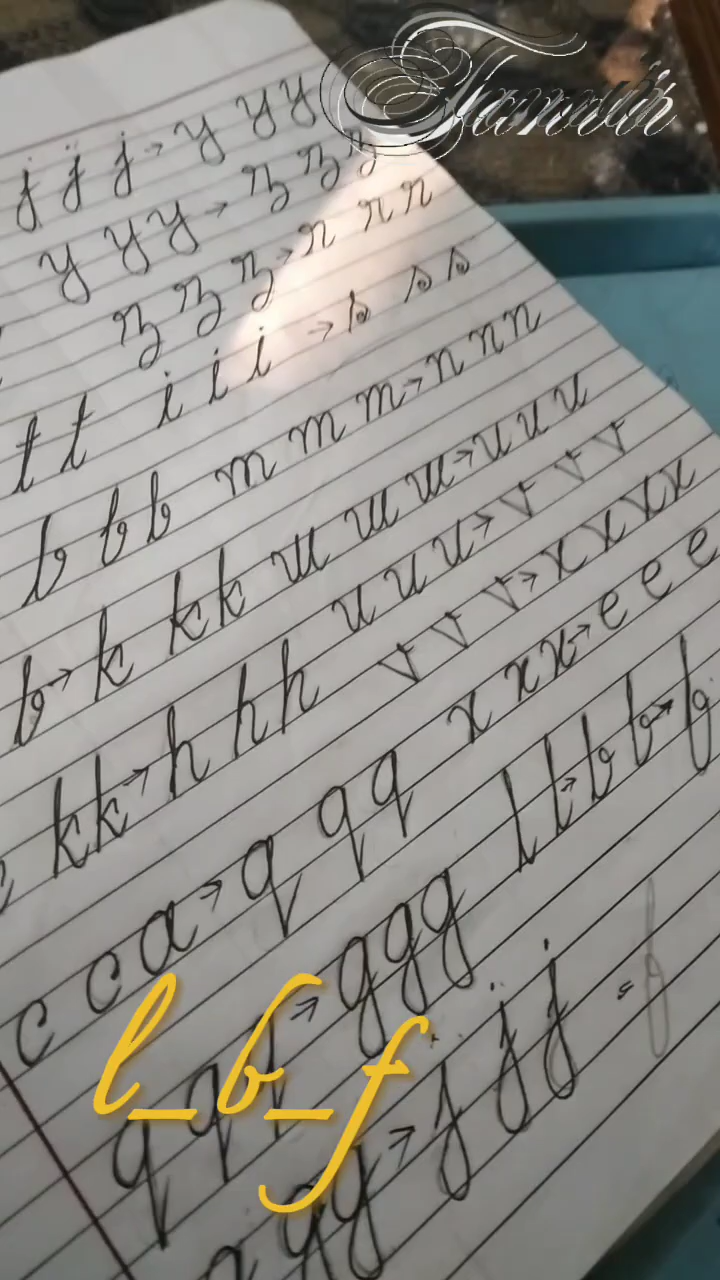 Tanvir
j j j → y y y
y y y → z z z
z z z → r r r
t t i i i → s s s
b b b m m m → n n n
b → k k k w w w → u u u
k k → h h h u u u → v v v
v v v → x x x x
c c a → q q q x x x → e e e
l l → b b → f
q q q → g g g
g y → j j j = f
l_b_f